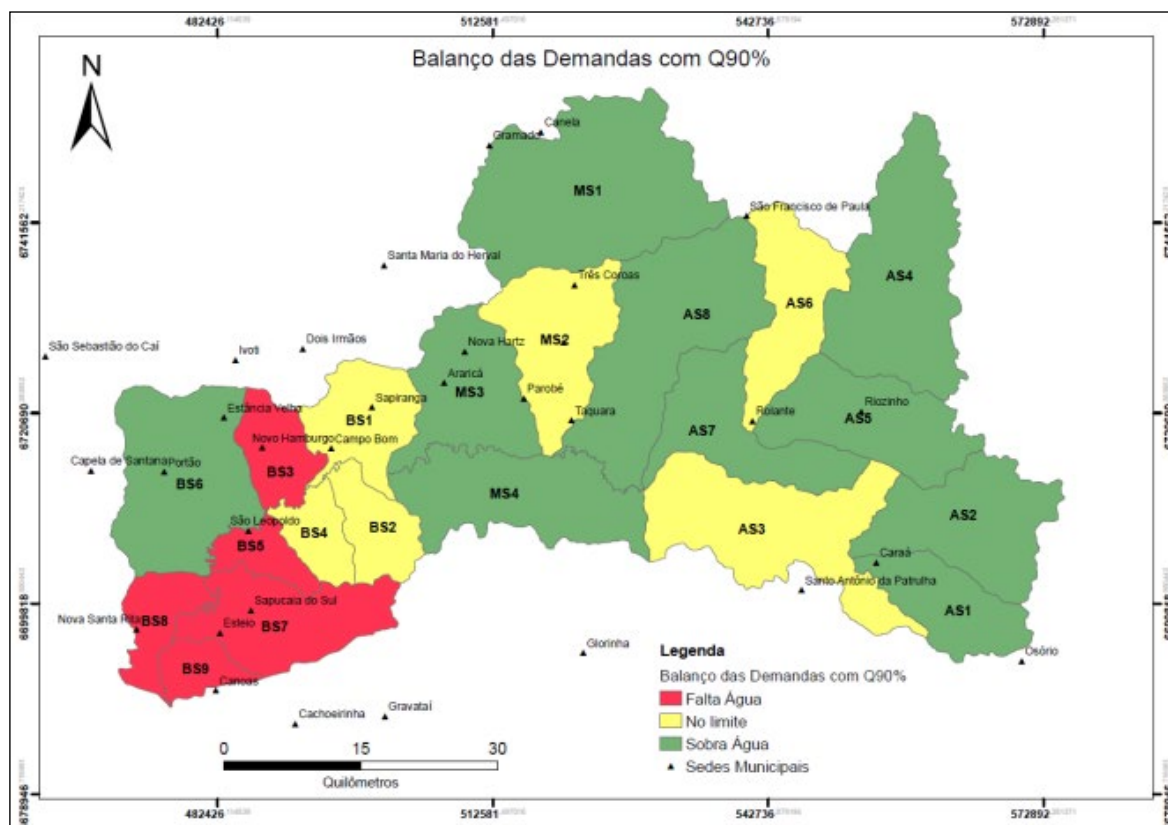 482426
512581
542736
572892
Balanço das Demandas com Q90%
N
Canela
Gramado
MS1
São Francisco de Paula
6741562
Santa Maria do Herval
Três Coroas
AS4
AS6
AS8
São Sebastião do Caí
Ivoti
Dois Irmãos
Nova Hartz
MS2
Araricá
MS3
Parobé
Sapiranga
BS1
Estância Velha
Taquara
Rolante
Riozinho
AS5
6720690
AS7
Novo Hamburgo
Campo Bom
BS3
Capela de Santana
Portão
BS6
MS4
AS2
São Leopoldo
BS4
BS2
AS3
BS5
Caraá
Santo Antônio da Patrulha
6699818
AS1
BS8
Sapucaia do Sul
Nova Santa Rita
Esteio
BS7
BS9
Glorinha
Osório
Canoas
Cachoeirinha
Gravataí
Legenda
Balanço das Demandas com Q90%
Falta Água
No limite
Sobra Água
Sedes Municipais
0
15
30
Quilômetros
482426
512581
542736
572892